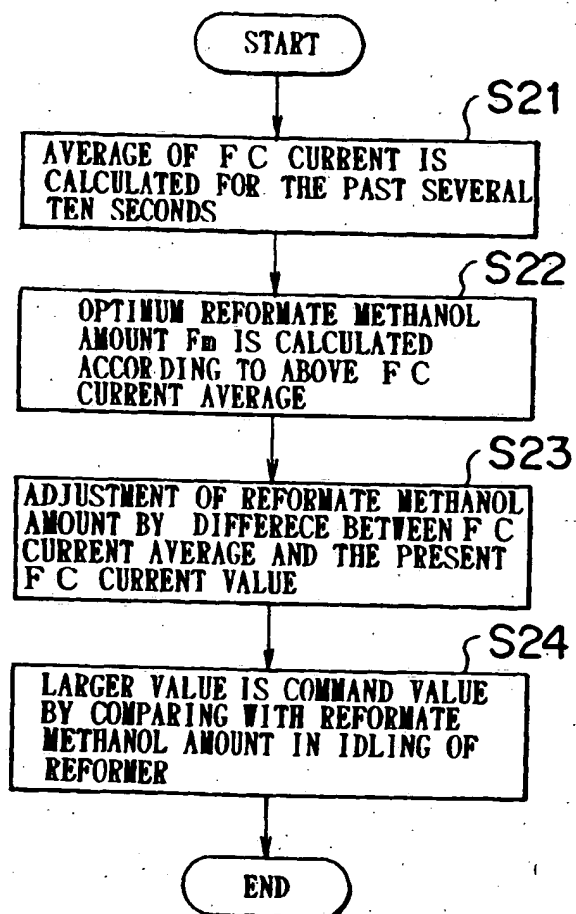 START
S21
AVERAGE OF F C CURRENT IS
CALCULATED FOR THE PAST SEVERAL
TEN SECONDS
S22
OPTIMUM REFORMATE METHANOL
AMOUNT Fm IS CALCULATED
ACCORDING TO ABOVE F C
CURRENT AVERAGE
S23
ADJUSTMENT OF REFORMATE METHANOL
AMOUNT BY DIFFERECE BETWEEN F C
CURRENT AVERAGE AND THE PRESENT
F C CURRENT VALUE
S24
LARGER VALUE IS COMMAND VALUE
BY COMPARING WITH REFORMATE
METHANOL AMOUNT IN IDLING OF
REFORMER
END